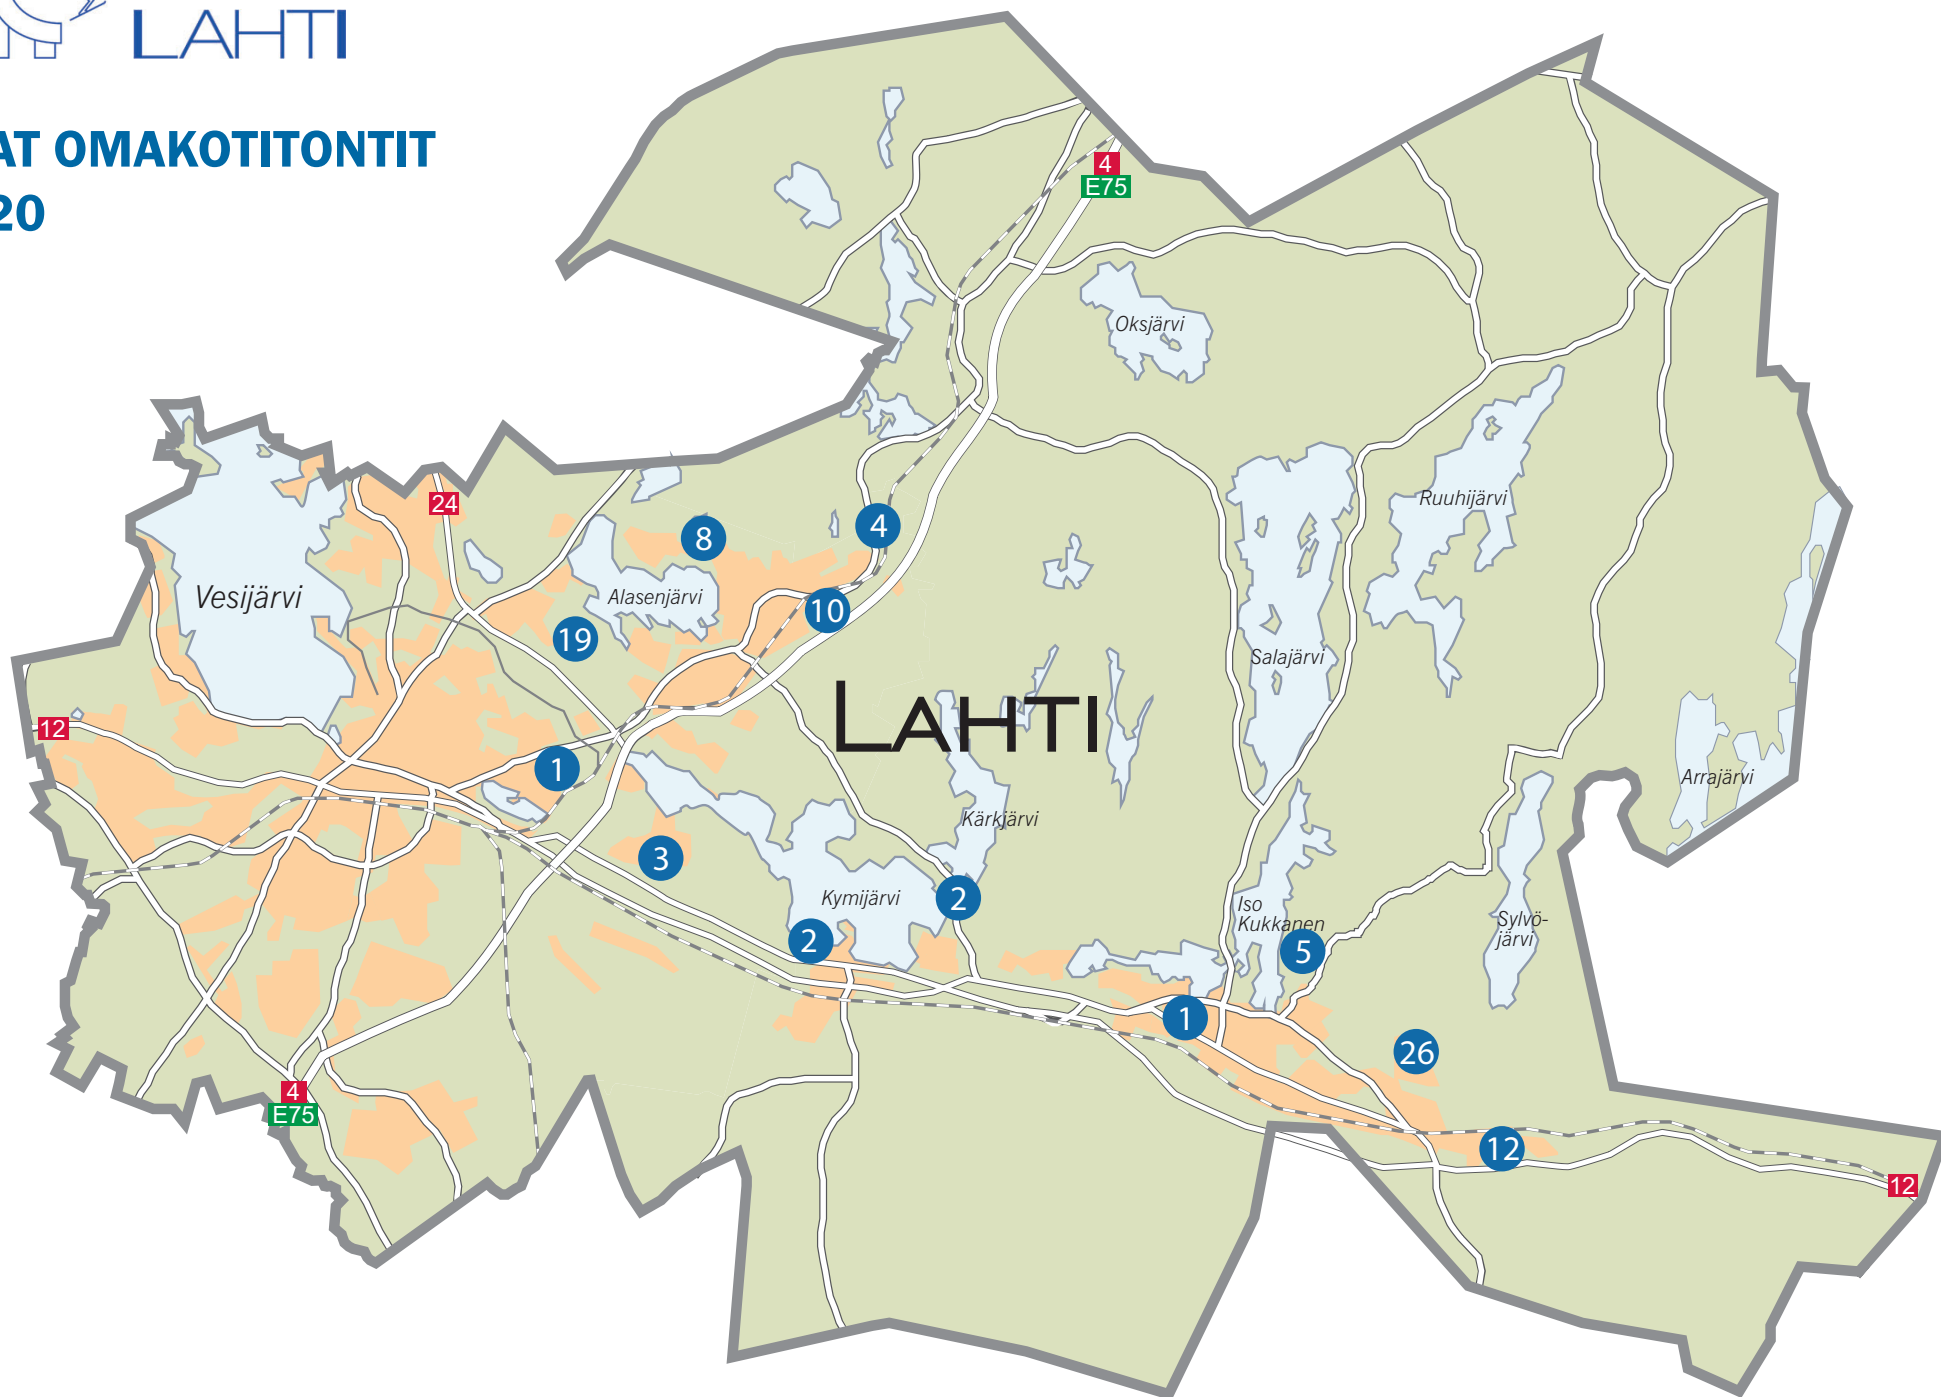 LAHTI
AT OMAKOTITONTIT
20
4
E75
Oksjärvi
24
Ruuhijärvi
4
8
Vesijärvi
Alasenjärvi
10
19
Salajärvi
LAHTI
12
1
Arrajärvi
Kärkjärvi
3
Kymijärvi
2
Iso
Kukkanen
Sylvö-
järvi
2
5
1
26
4
E75
12
12